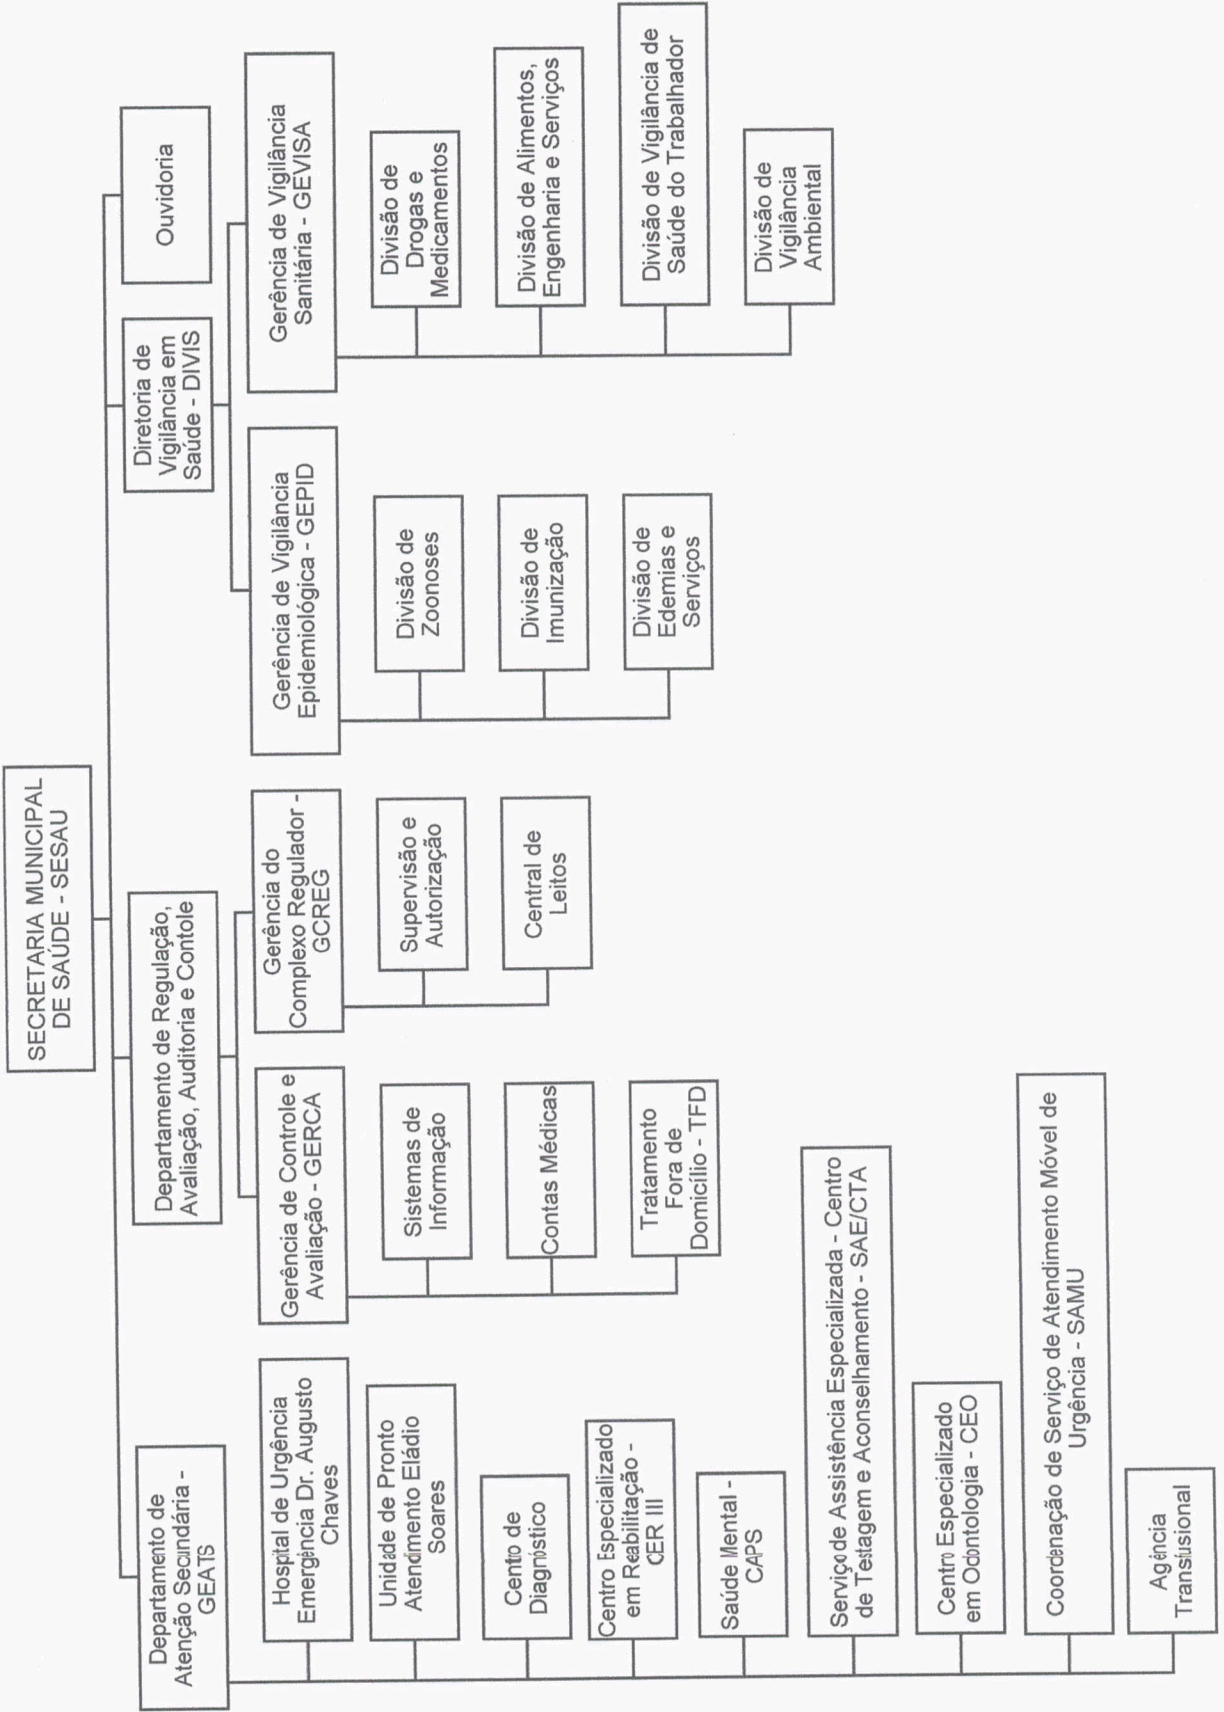 SECRETARIA MUNICIPAL
DE SAÚDE - SESAU
Departamento de
Atenção Secundária -
GEATS
Departamento de Regulação,
Avaliação, Auditoria e Contole
Diretoria de
Vigilância em
Saúde - DIVIS
Ouvidoria
Hospital de Urgência
Emergência Dr. Augusto
Chaves
Unidade de Pronto
Atendimento Eládio
Soares
Centro de
Diagnóstico
Centro Especializado
em Reabilitação -
CER III
Saúde Mental -
CAPS
Serviço de Assistência Especializada - Centro
de Testagem e Aconselhamento - SAE/CTA
Centro Especializado
em Odontologia - CEO
Coordenação de Serviço de Atendimento Móvel de
Urgência - SAMU
Agência
Transfusional
Gerência de Controle e
Avaliação - GERCA
Sistemas de
Informação
Contas Médicas
Tratamento
Fora de
Domicílio - TFD
Gerência do
Complexo Regulador -
GCREG
Supervisão e
Autorização
Central de
Leitos
Gerência de Vigilância
Epidemiológica - GEPID
Divisão de
Zoonoses
Divisão de
Imunização
Divisão de
Edemias e
Serviços
Gerência de Vigilância
Sanitária - GEVISA
Divisão de
Drogas e
Medicamentos
Divisão de Alimentos,
Engenharia e Serviços
Divisão de Vigilância de
Saúde do Trabalhador
Divisão de
Vigilância
Ambiental